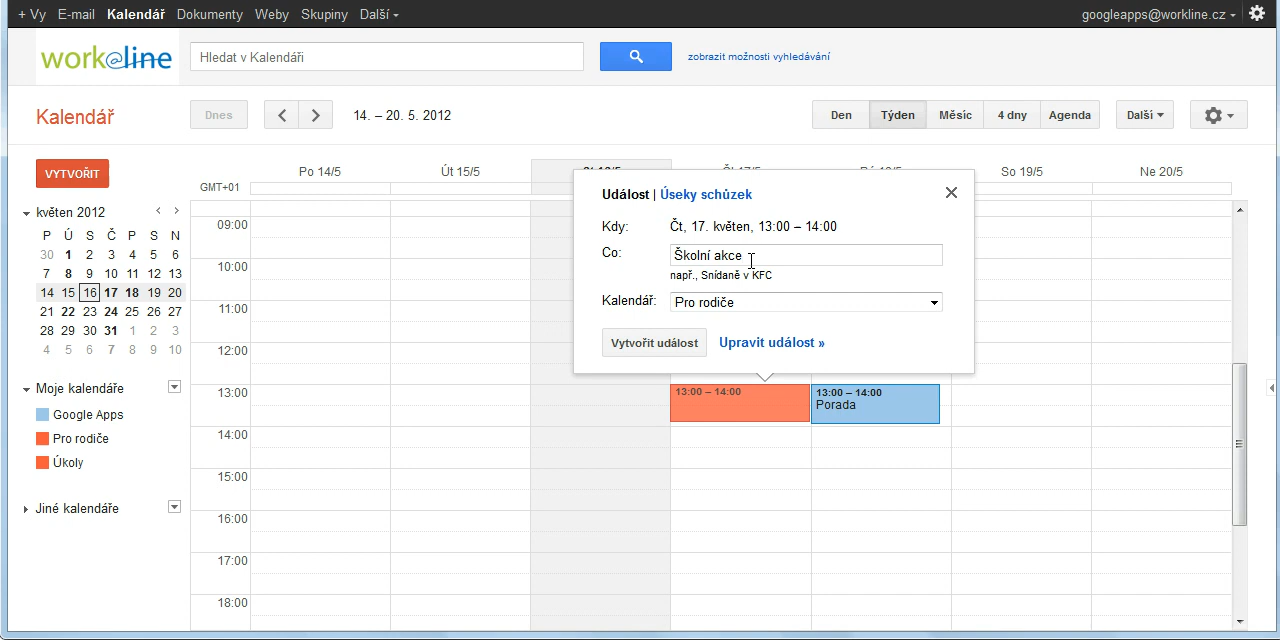 + Vy E-mail Kalendář Dokumenty Weby Skupiny Další googleapps@workline.cz
work@line Hledat v Kalendáři zobrazit možnosti vyhledávání
Kalendář Dnes 14. – 20. 5. 2012 Den Týden Měsíc 4 dny Agenda Další
VYTVOŘIT
GMT+01 Po 14/5 Út 15/5 So 19/5 Ne 20/5
květen 2012
P Ú S Č P S N
30 1 2 3 4 5 6
7 8 9 10 11 12 13
14 15 16 17 18 19 20
21 22 23 24 25 26 27
28 29 30 31 1 2 3
4 5 6 7 8 9 10
Moje kalendáře
Google Apps
Pro rodiče
Úkoly
Jiné kalendáře
Událost | Úseky schůzek
Kdy: Čt, 17. květen, 13:00 – 14:00
Co: Školní akce
např., Snídaně v KFC
Kalendář: Pro rodiče
Vytvořit událost Upravit událost »
09:00
10:00
11:00
12:00
13:00
13:00 – 14:00
13:00 – 14:00
Porada
14:00
15:00
16:00
17:00
18:00